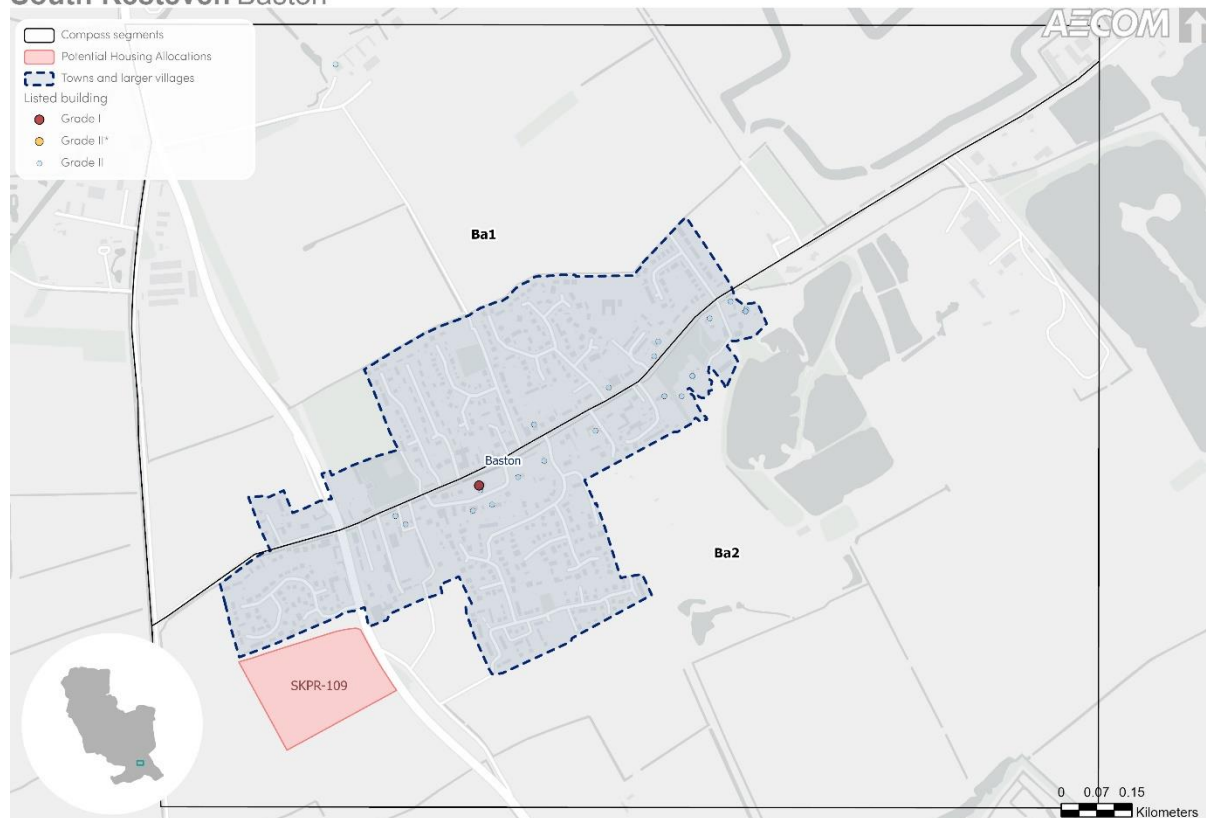 South Kesteven Baston
AECOM
Compass segments
Potential Housing Allocations
Towns and larger villages
Listed building
Grade I
Grade II*
Grade II
Ba1
Baston
Ba2
SKPR-109
0 0.07 0.15
Kilometers